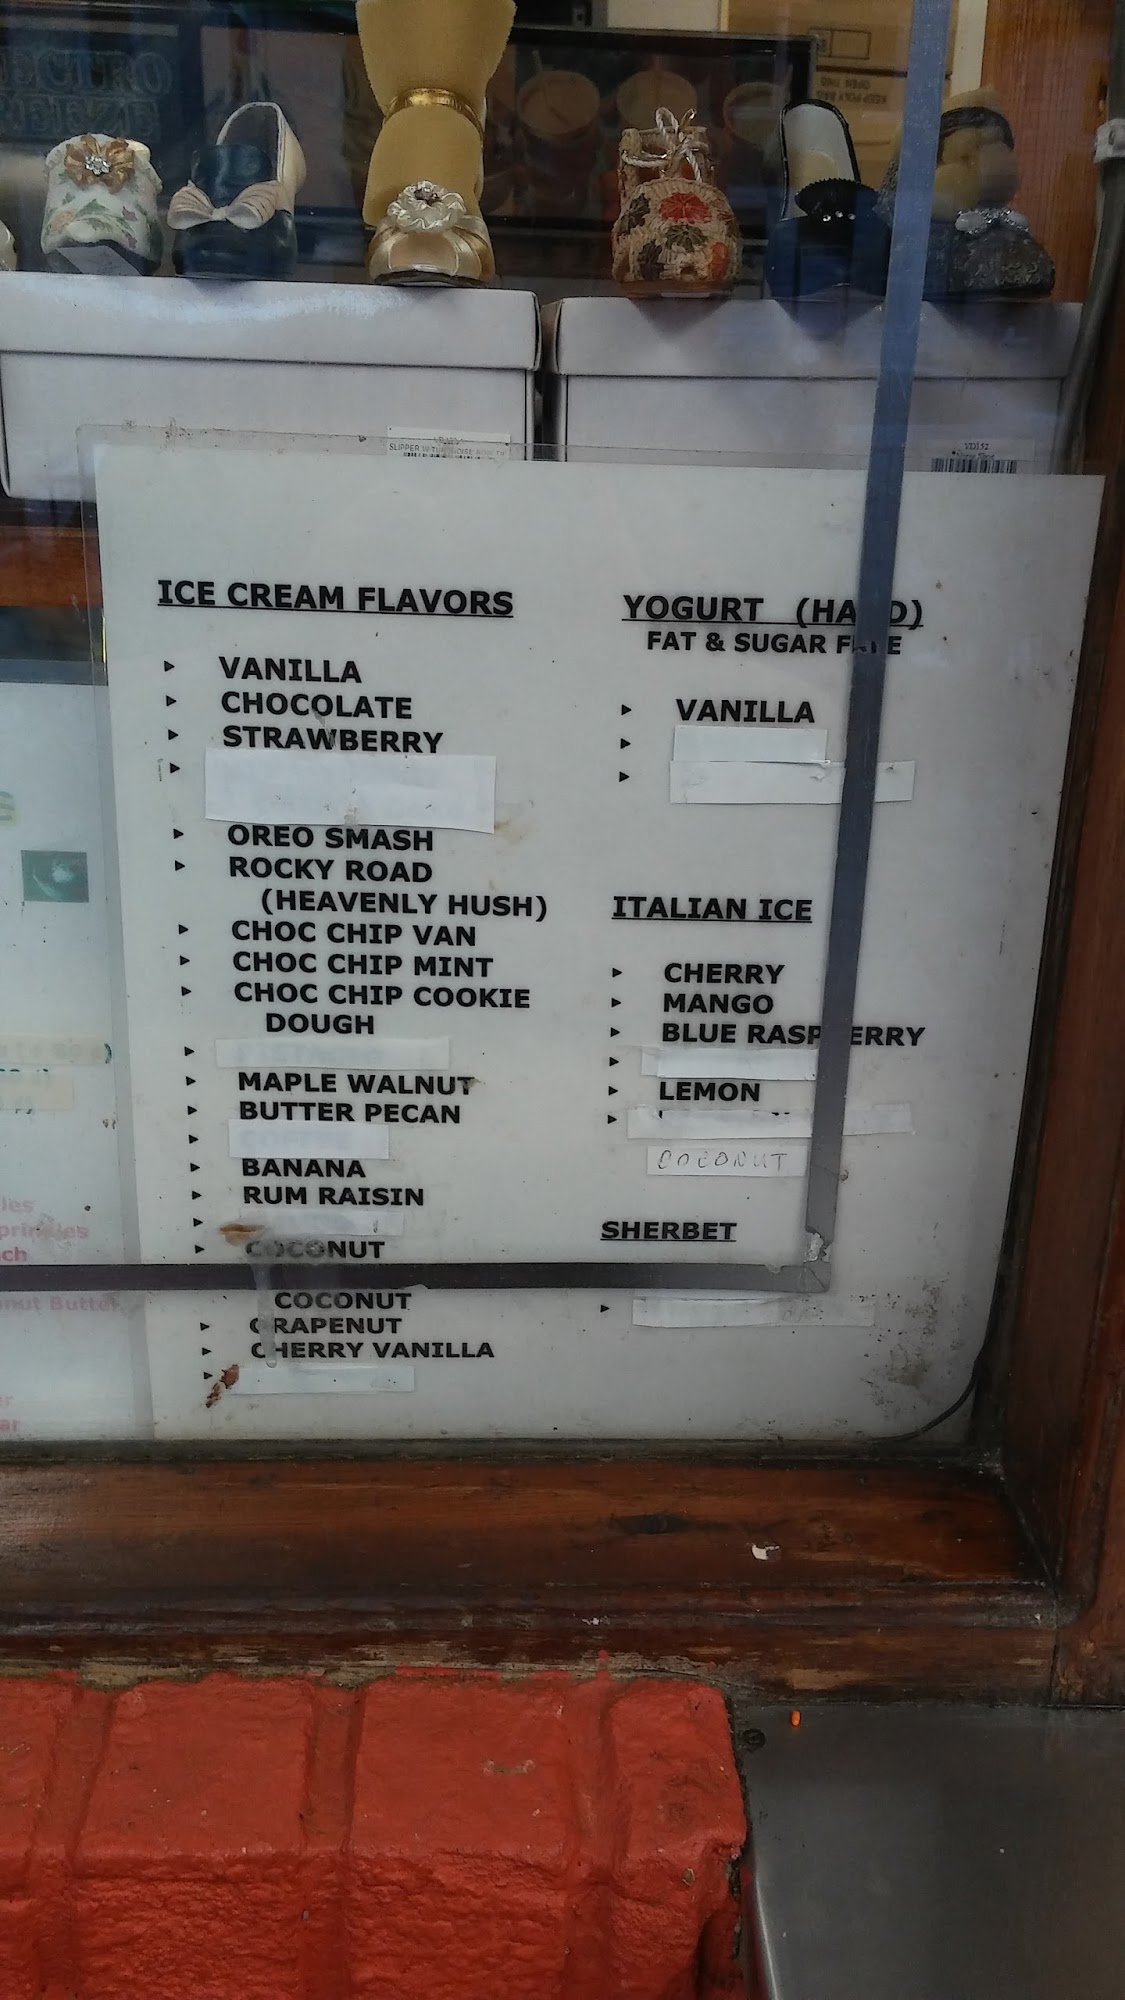 ICE CREAM FLAVORS
VANILLA
CHOCOLATE
STRAWBERRY
OREO SMASH
ROCKY ROAD
(HEAVENLY HUSH)
CHOC CHIP VAN
CHOC CHIP MINT
CHOC CHIP COOKIE
DOUGH
MAPLE WALNUT
BUTTER PECAN
BANANA
RUM RAISIN
COCONUT
COCONUT
GRAPENUT
CHERRY VANILLA
YOGURT (HARD)
FAT & SUGAR FREE
VANILLA
ITALIAN ICE
CHERRY
MANGO
BLUE RASPBERRY
LEMON
COCONUT
SHERBET